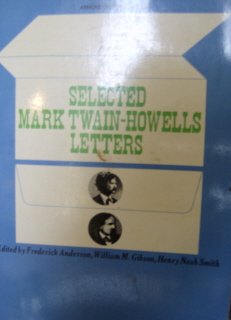 SELECTED
MARK TWAIN-HOWELLS
LETTERS
Edited by Frederick Anderson, William M. Gibson, Henry Nash Smith